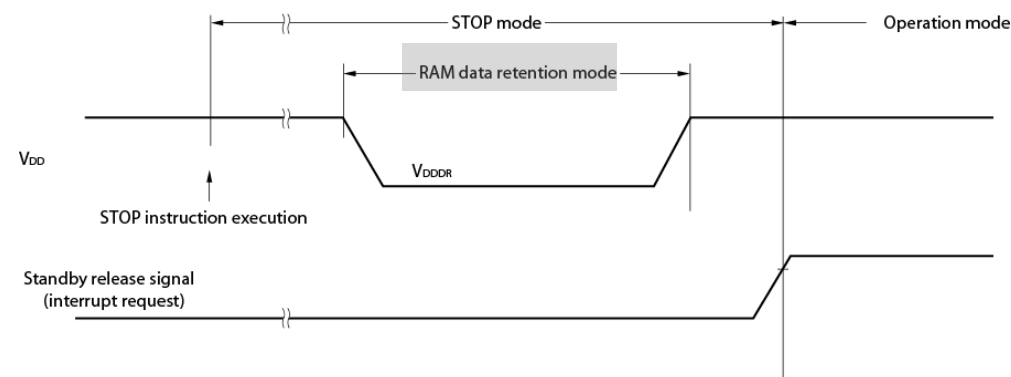 STOP mode
Operation mode
RAM data retention mode
VDD
VDDDR
STOP instruction execution
Standby release signal
(interrupt request)